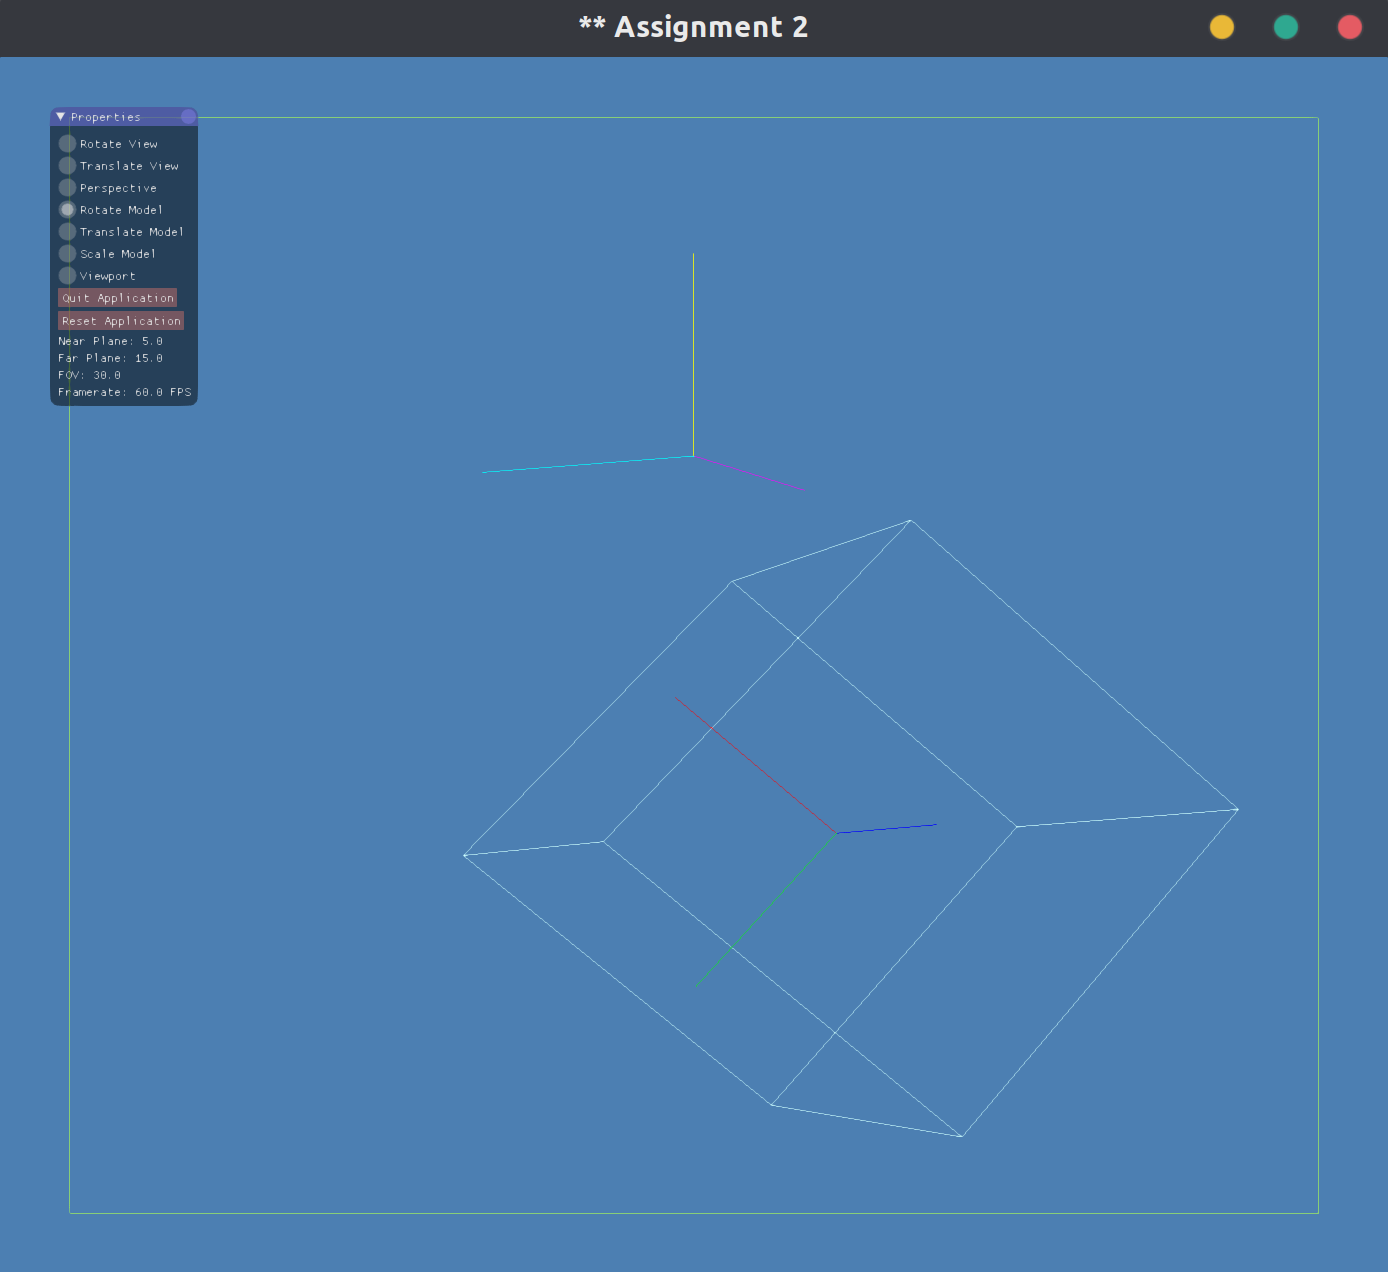 ** Assignment 2
Properties
Rotate View
Translate View
Perspective
Rotate Model
Translate Model
Scale Model
Viewport
Quit Application
Reset Application
Near Plane: 5.0
Far Plane: 15.0
FOV: 30.0
Framerate: 60.0 FPS